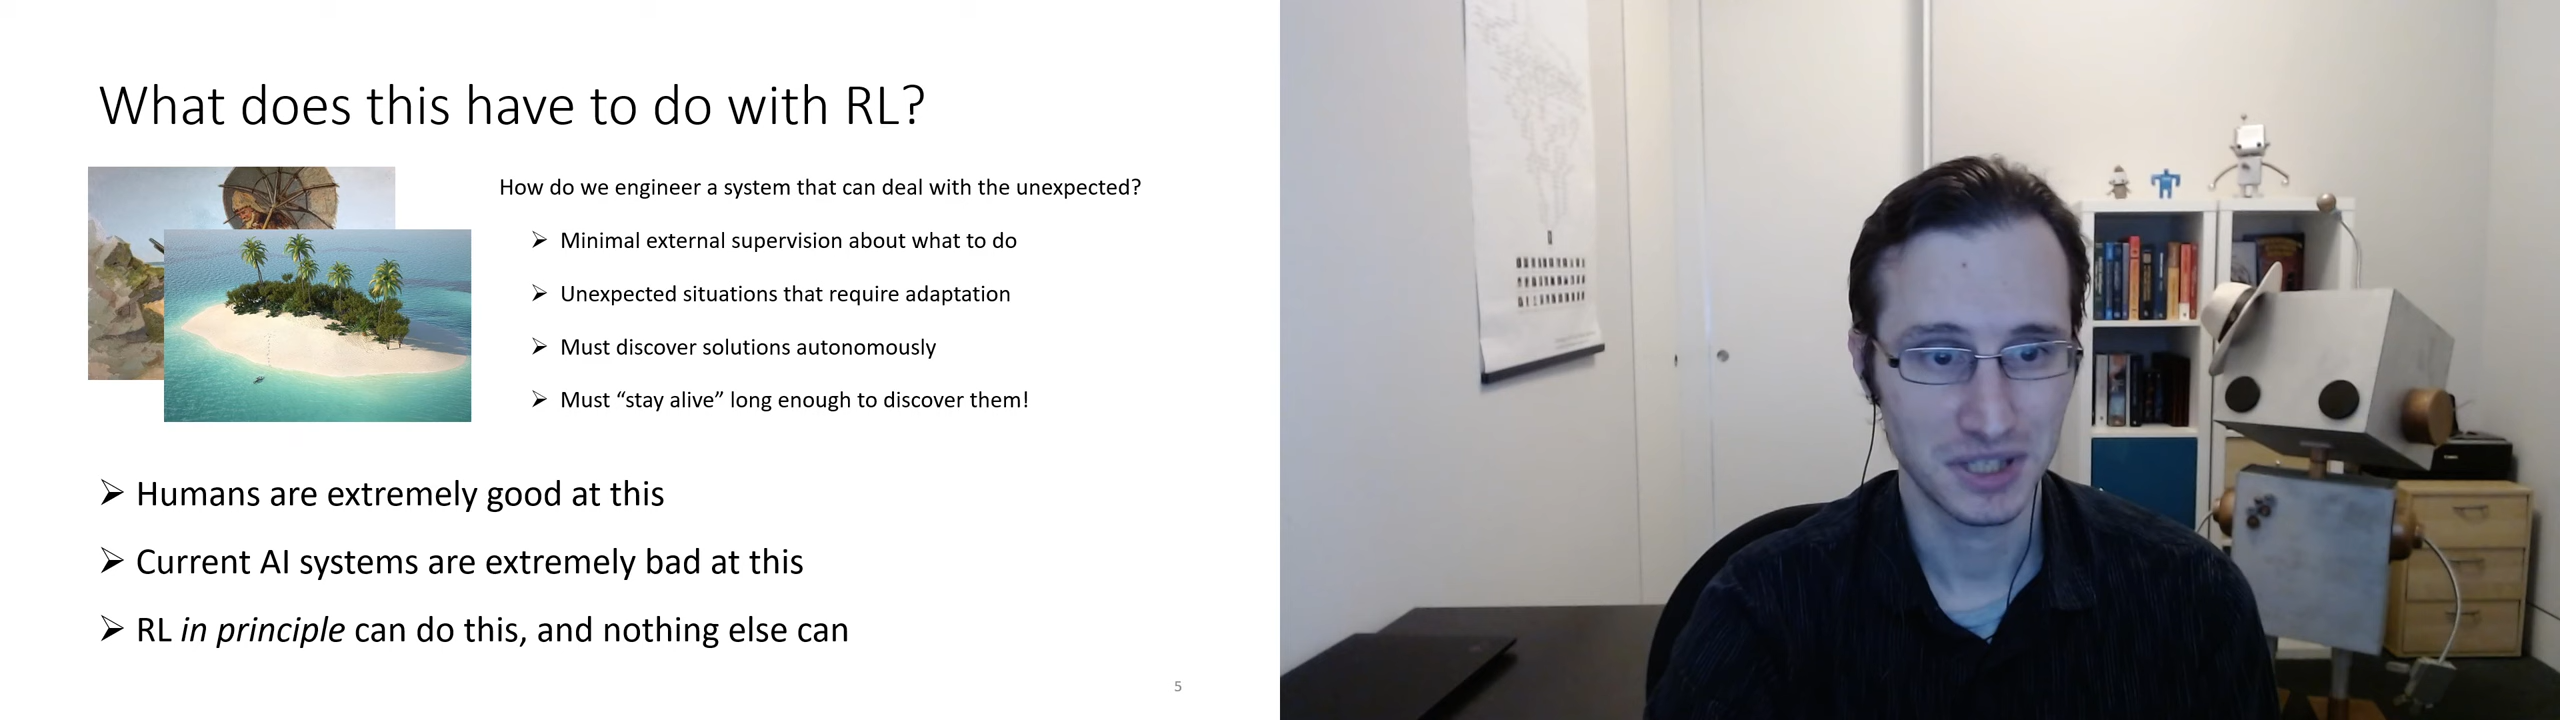 What does this have to do with RL?
How do we engineer a system that can deal with the unexpected?
➢ Minimal external supervision about what to do
➢ Unexpected situations that require adaptation
➢ Must discover solutions autonomously
➢ Must “stay alive” long enough to discover them!
➢ Humans are extremely good at this
➢ Current AI systems are extremely bad at this
➢ RL in principle can do this, and nothing else can
5